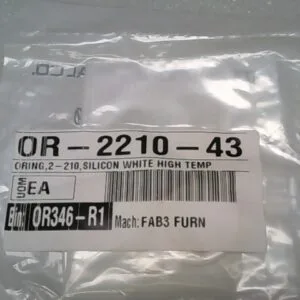 OR-2210-43
ORING,2-210,SILICON WHITE HIGH TEMP
UOM
EA
Bin: OR346-R1
Mach: FAB3 FURN